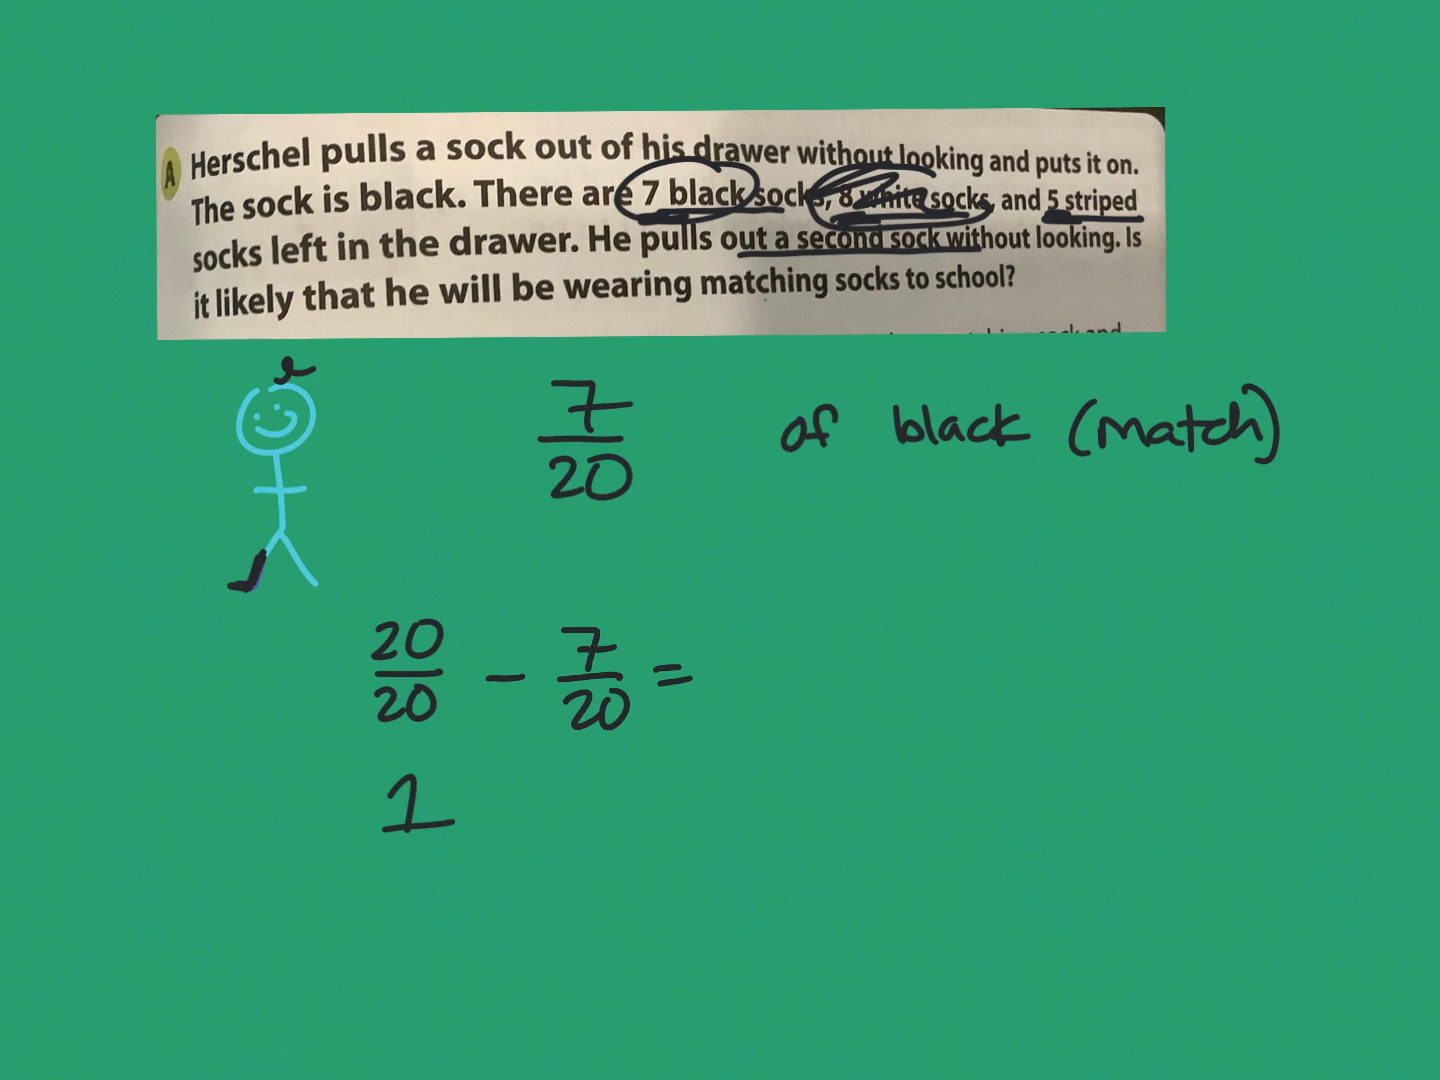 A Herschel pulls a sock out of his drawer without looking and puts it on.
The sock is black. There are 7 black socks, 8 white socks, and 5 striped
socks left in the drawer. He pulls out a second sock without looking. Is
it likely that he will be wearing matching socks to school?
7/20 of black (match)
20/20 - 7/20 =
1